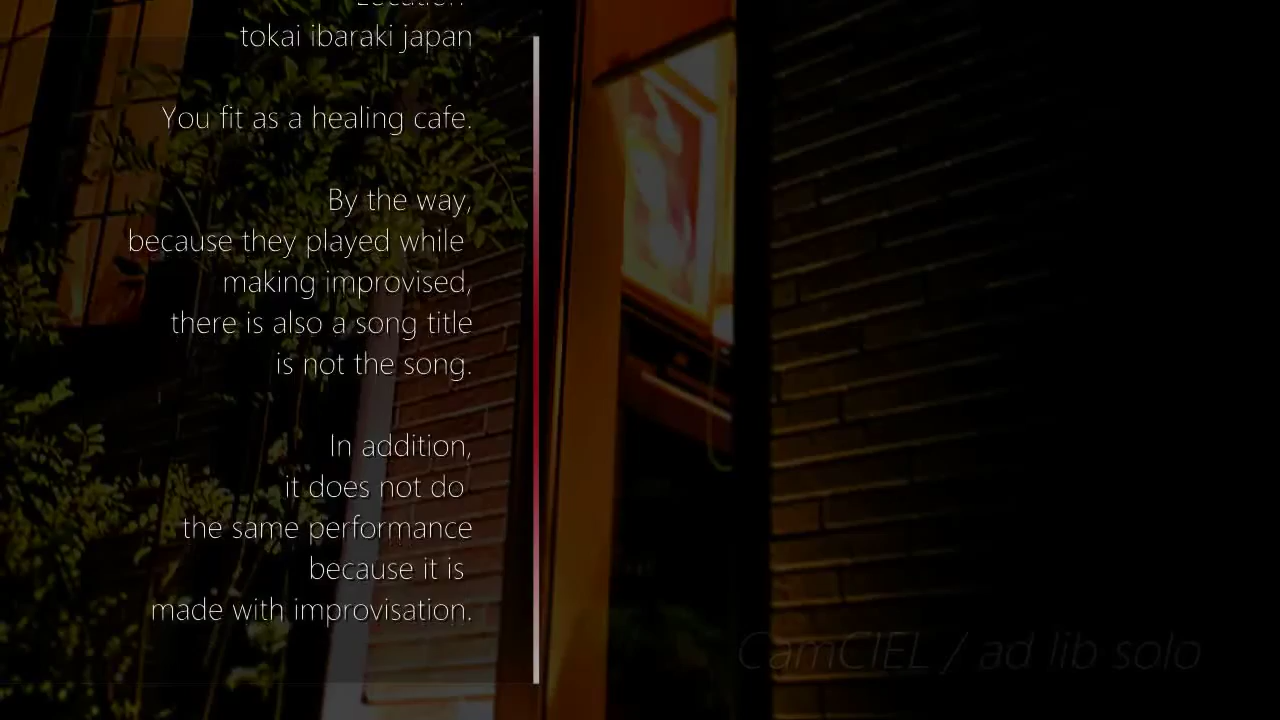 Location
tokai ibaraki japan
You fit as a healing cafe.
By the way,
because they played while
making improvised,
there is also a song title
is not the song.
In addition,
it does not do
the same performance
because it is
made with improvisation.
CamCIEL / ad lib solo